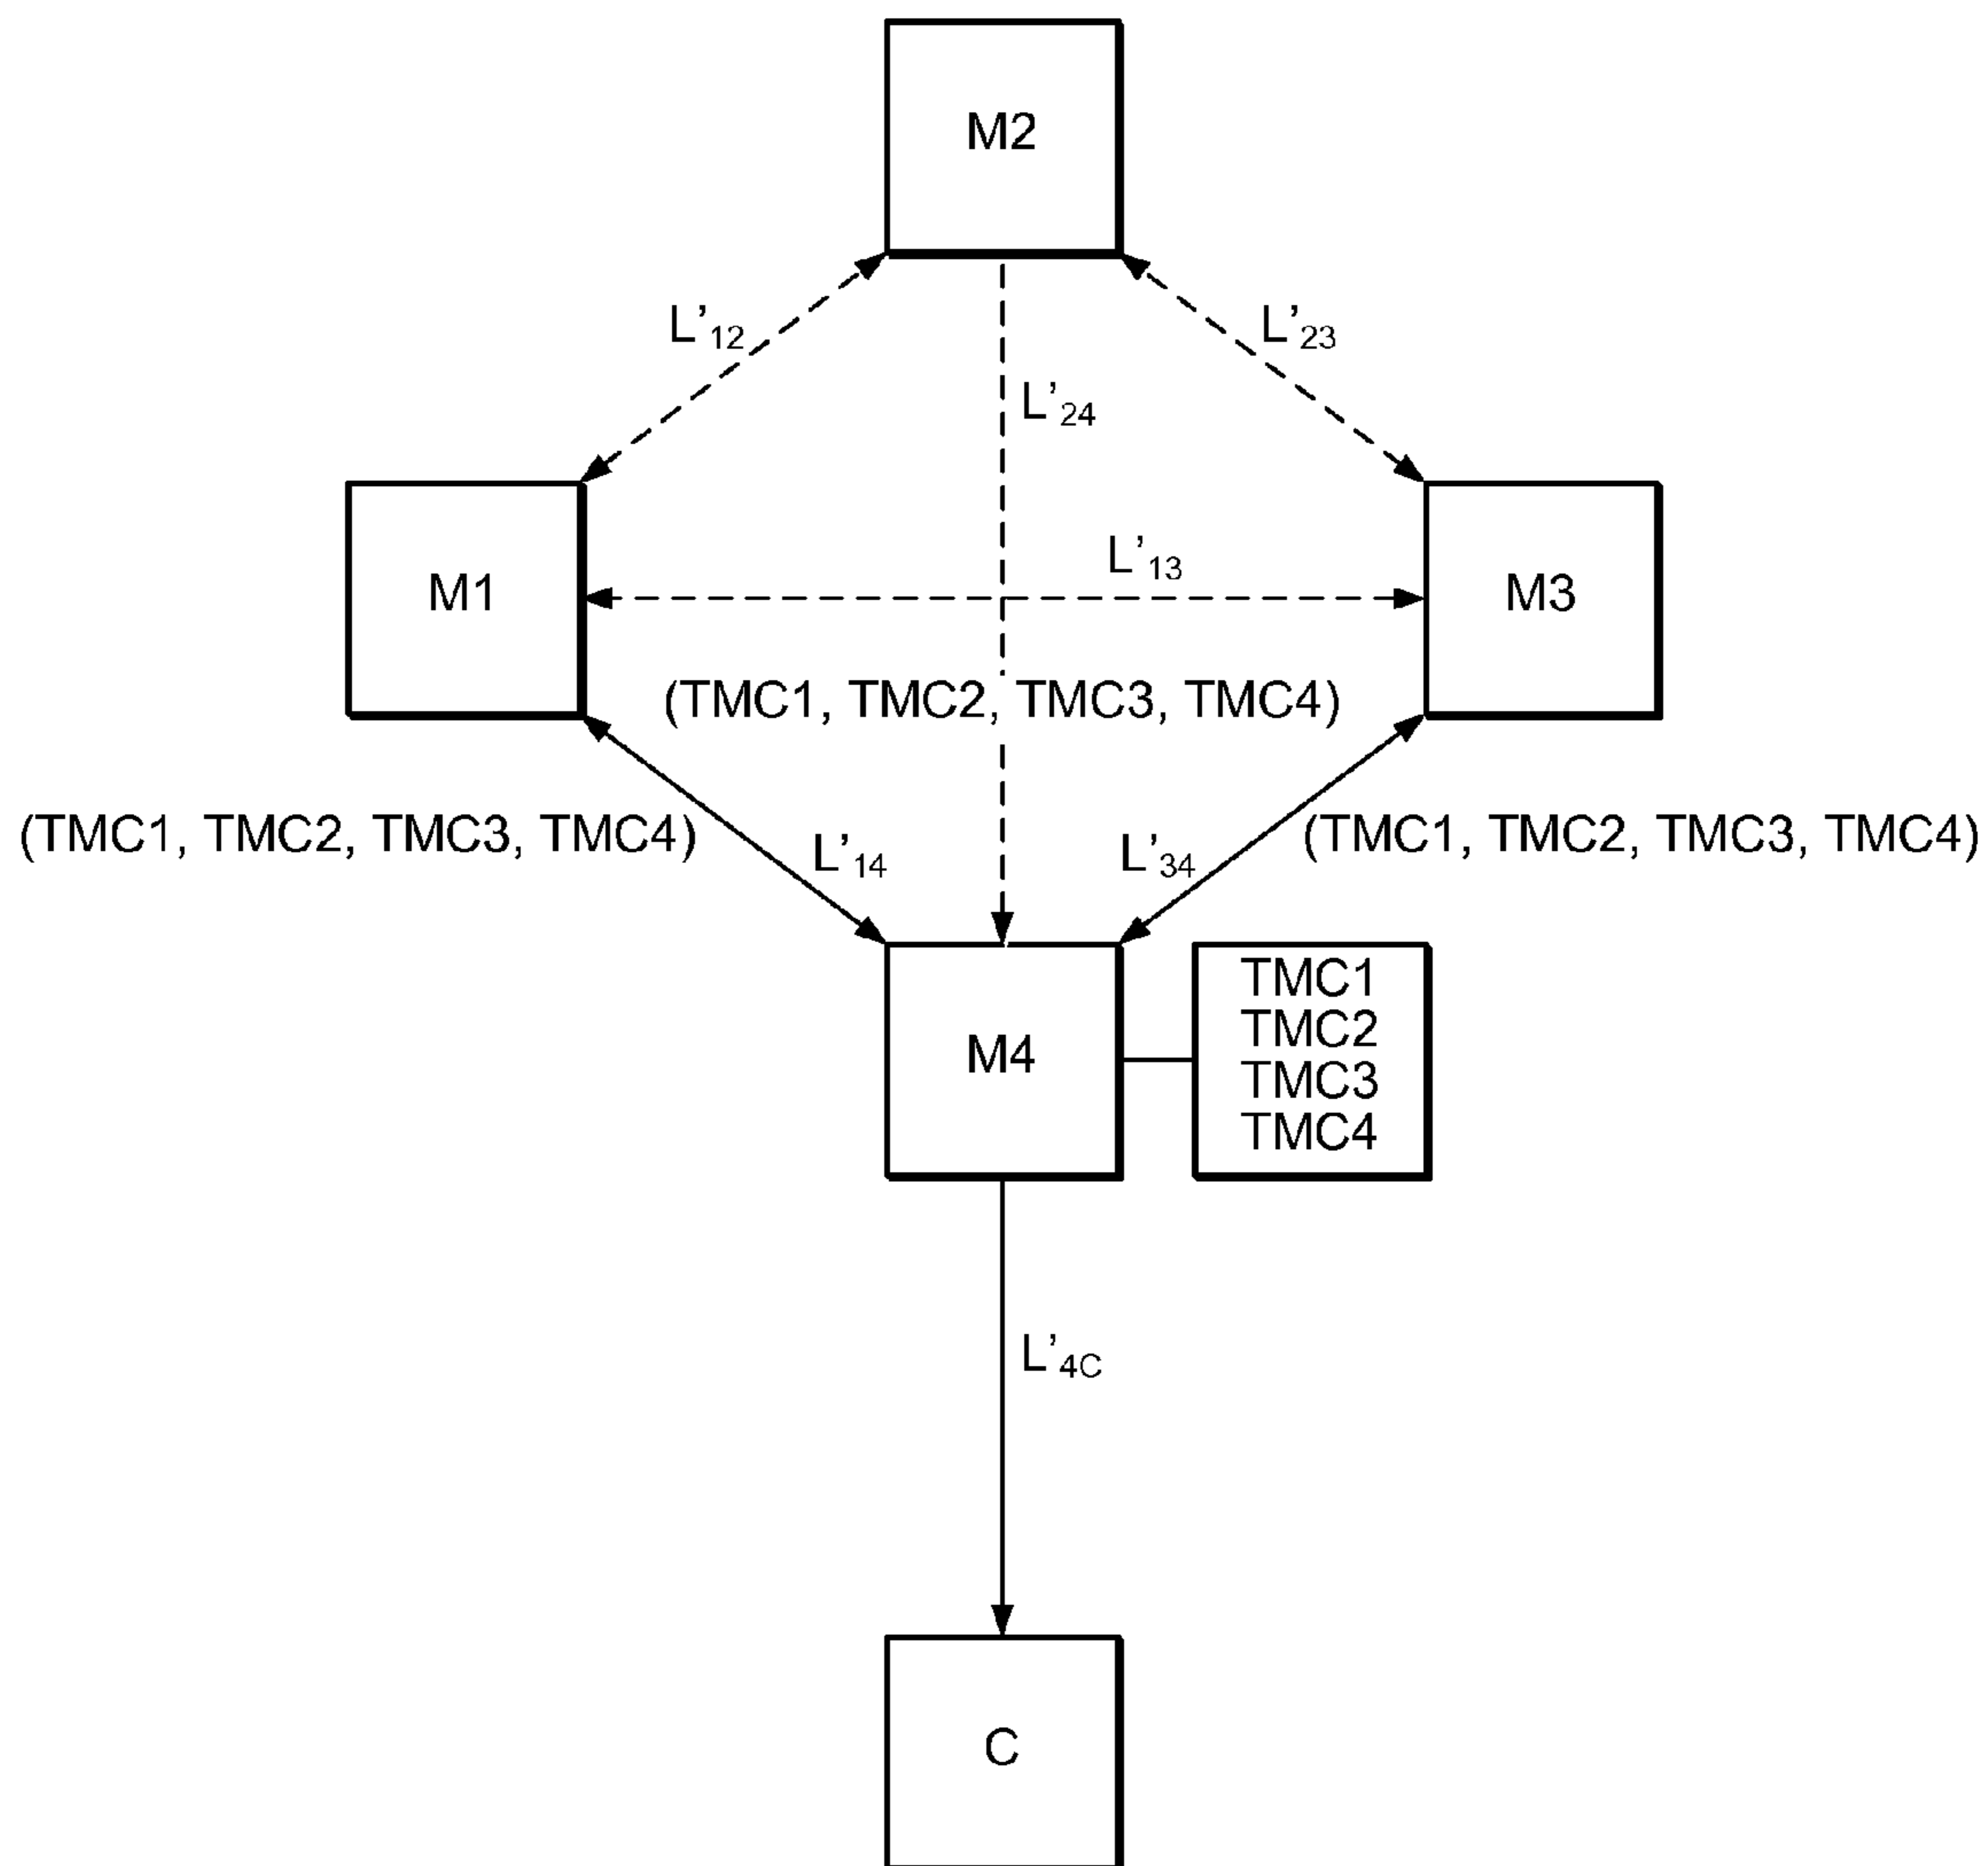 M2
L’12
L’23
L’24
L’13
M1
M3
(TMC1, TMC2, TMC3, TMC4)
(TMC1, TMC2, TMC3, TMC4)
L’14
L’34
(TMC1, TMC2, TMC3, TMC4)
M4
TMC1
TMC2
TMC3
TMC4
L’4C
C